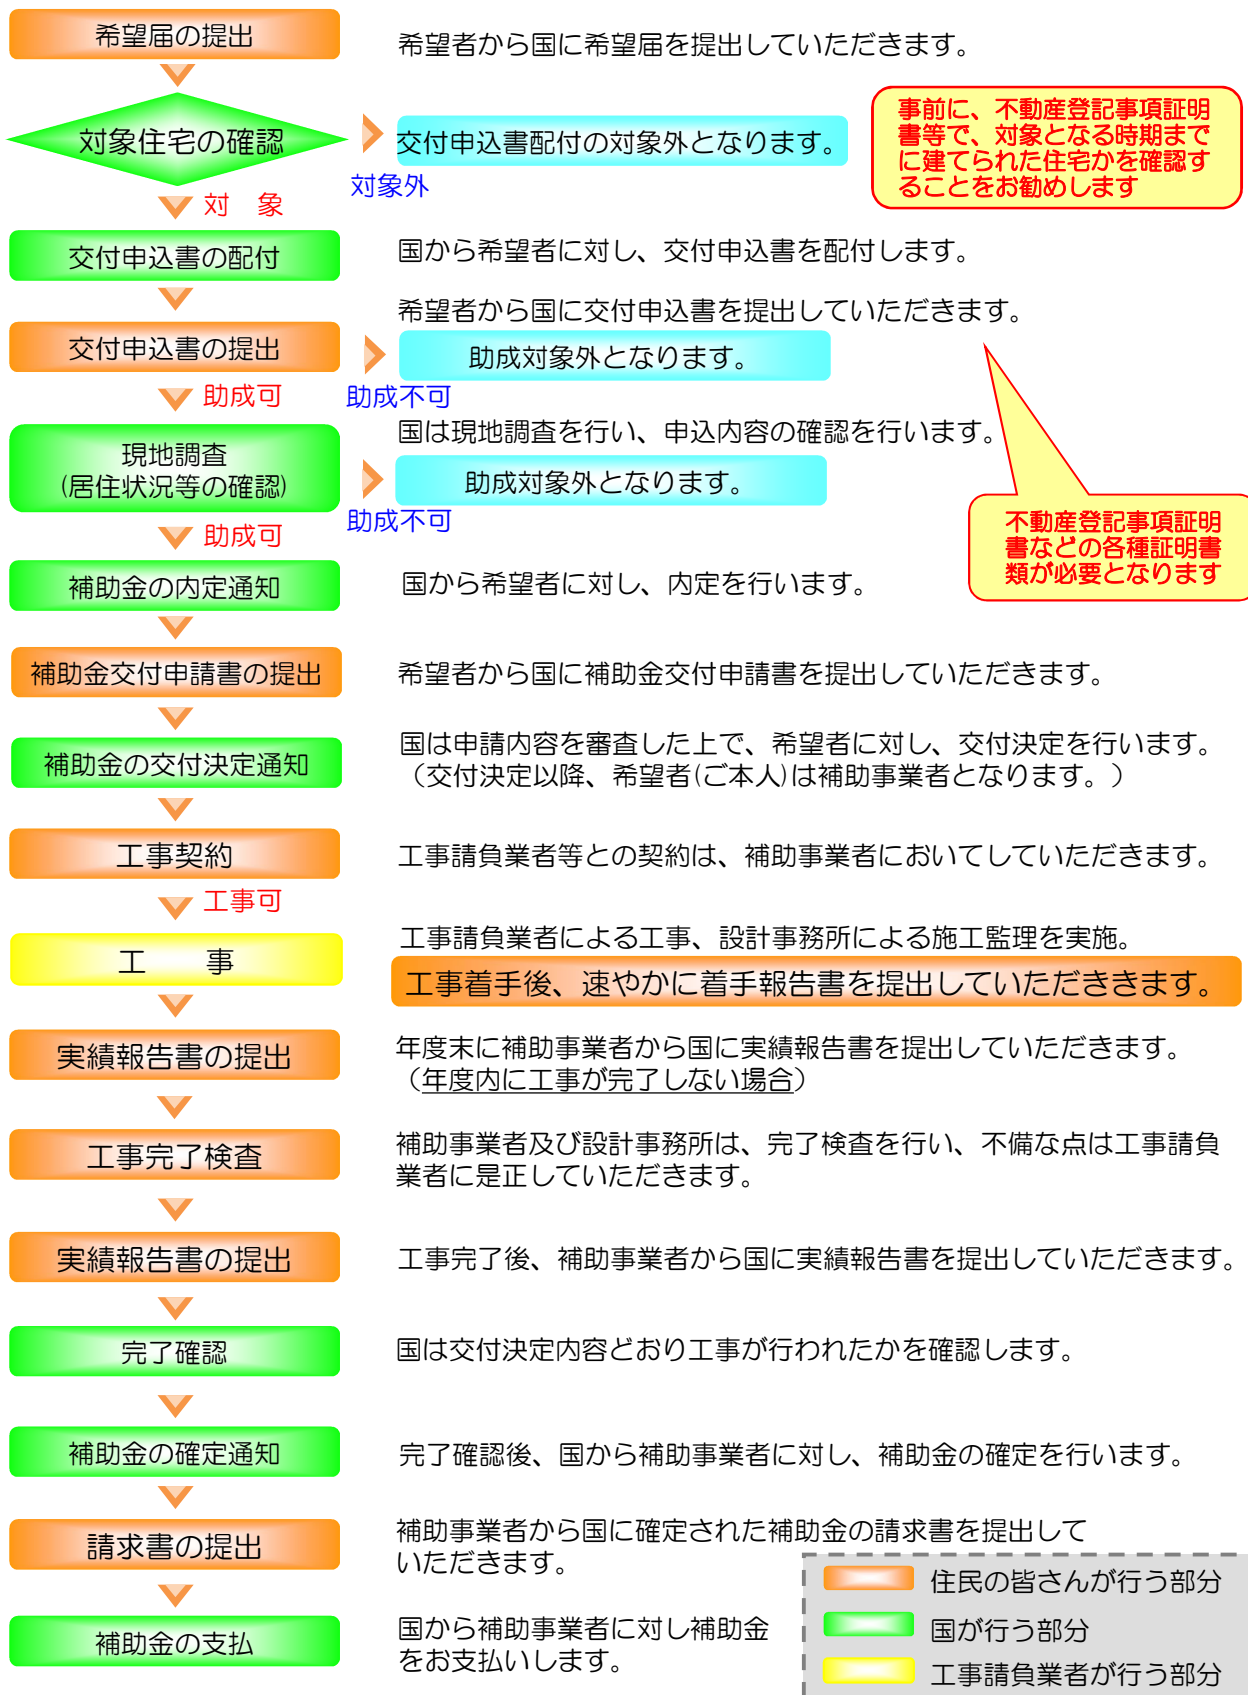 希望届の提出
希望者から国に希望届を提出していただきます。
対象住宅の確認
交付申込書配付の対象外となります。
対象外
事前に、不動産登記事項証明
書等で、対象となる時期まで
に建てられた住宅かを確認す
ることをお勧めします
対　象
交付申込書の配付
国から希望者に対し、交付申込書を配付します。
希望者から国に交付申込書を提出していただきます。
交付申込書の提出
助成対象外となります。
助成可
助成不可
国は現地調査を行い、申込内容の確認を行います。
現地調査
(居住状況等の確認)
助成対象外となります。
助成不可
助成可
不動産登記事項証明
書などの各種証明書
類が必要となります
補助金の内定通知
国から希望者に対し、内定を行います。
補助金交付申請書の提出
希望者から国に補助金交付申請書を提出していただきます。
補助金の交付決定通知
国は申請内容を審査した上で、希望者に対し、交付決定を行います。
（交付決定以降、希望者(ご本人)は補助事業者となります。）
工事契約
工事請負業者等との契約は、補助事業者においてしていただきます。
工事可
工　　事
工事請負業者による工事、設計事務所による施工監理を実施。
工事着手後、速やかに着手報告書を提出していただききます。
実績報告書の提出
年度末に補助事業者から国に実績報告書を提出していただきます。
（年度内に工事が完了しない場合）
工事完了検査
補助事業者及び設計事務所は、完了検査を行い、不備な点は工事請負
業者に是正していただきます。
実績報告書の提出
工事完了後、補助事業者から国に実績報告書を提出していただきます。
完了確認
国は交付決定内容どおり工事が行われたかを確認します。
補助金の確定通知
完了確認後、国から補助事業者に対し、補助金の確定を行います。
請求書の提出
補助事業者から国に確定された補助金の請求書を提出して
いただきます。
補助金の支払
国から補助事業者に対し補助金
をお支払いします。
住民の皆さんが行う部分
国が行う部分
工事請負業者が行う部分